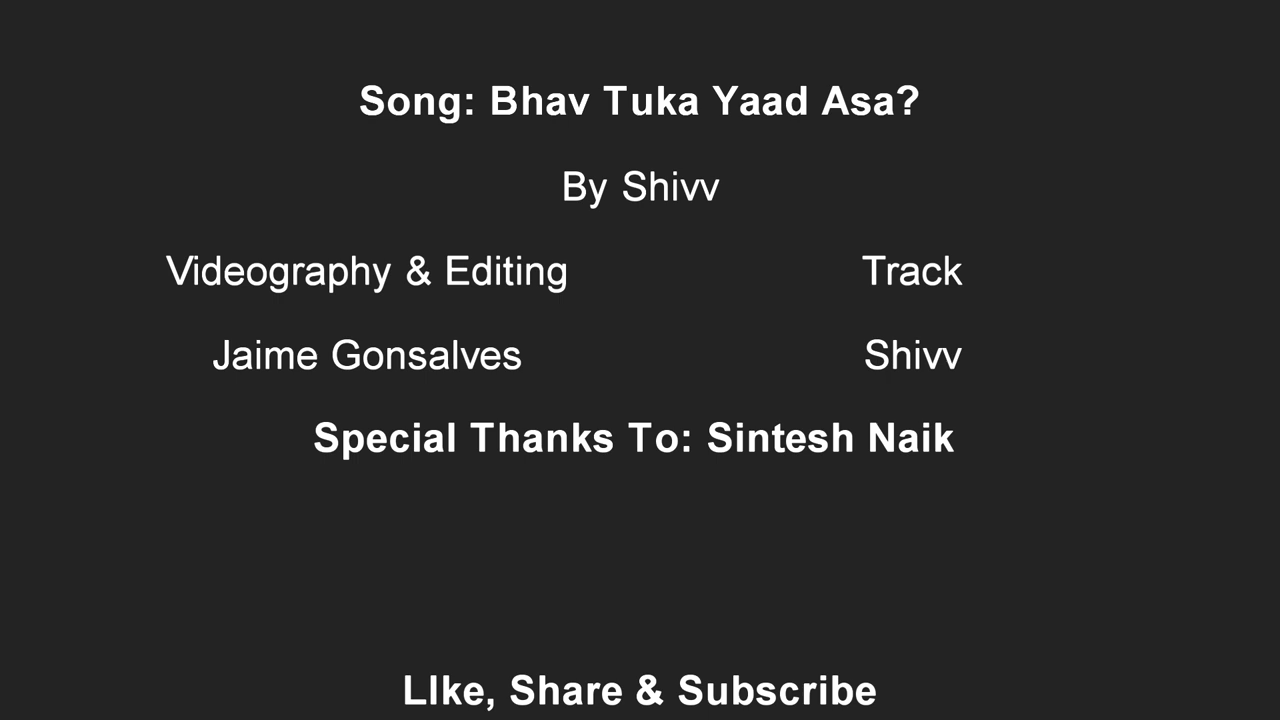 Song: Bhav Tuka Yaad Asa?
By Shivv
Videography & Editing Track
Jaime Gonsalves Shivv
Special Thanks To: Sintesh Naik
LIke, Share & Subscribe